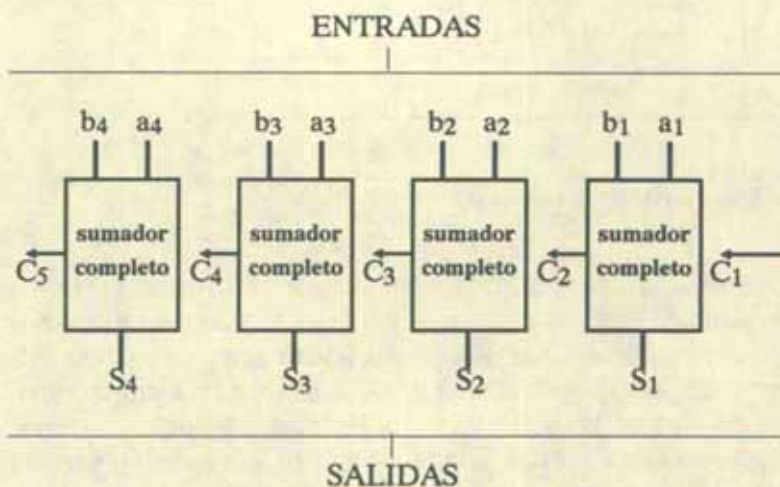 ENTRADAS
b4 a4 b3 a3 b2 a2 b1 a1
sumador completo
sumador completo
sumador completo
sumador completo
C5 C4 C3 C2 C1
S4 S3 S2 S1
SALIDAS